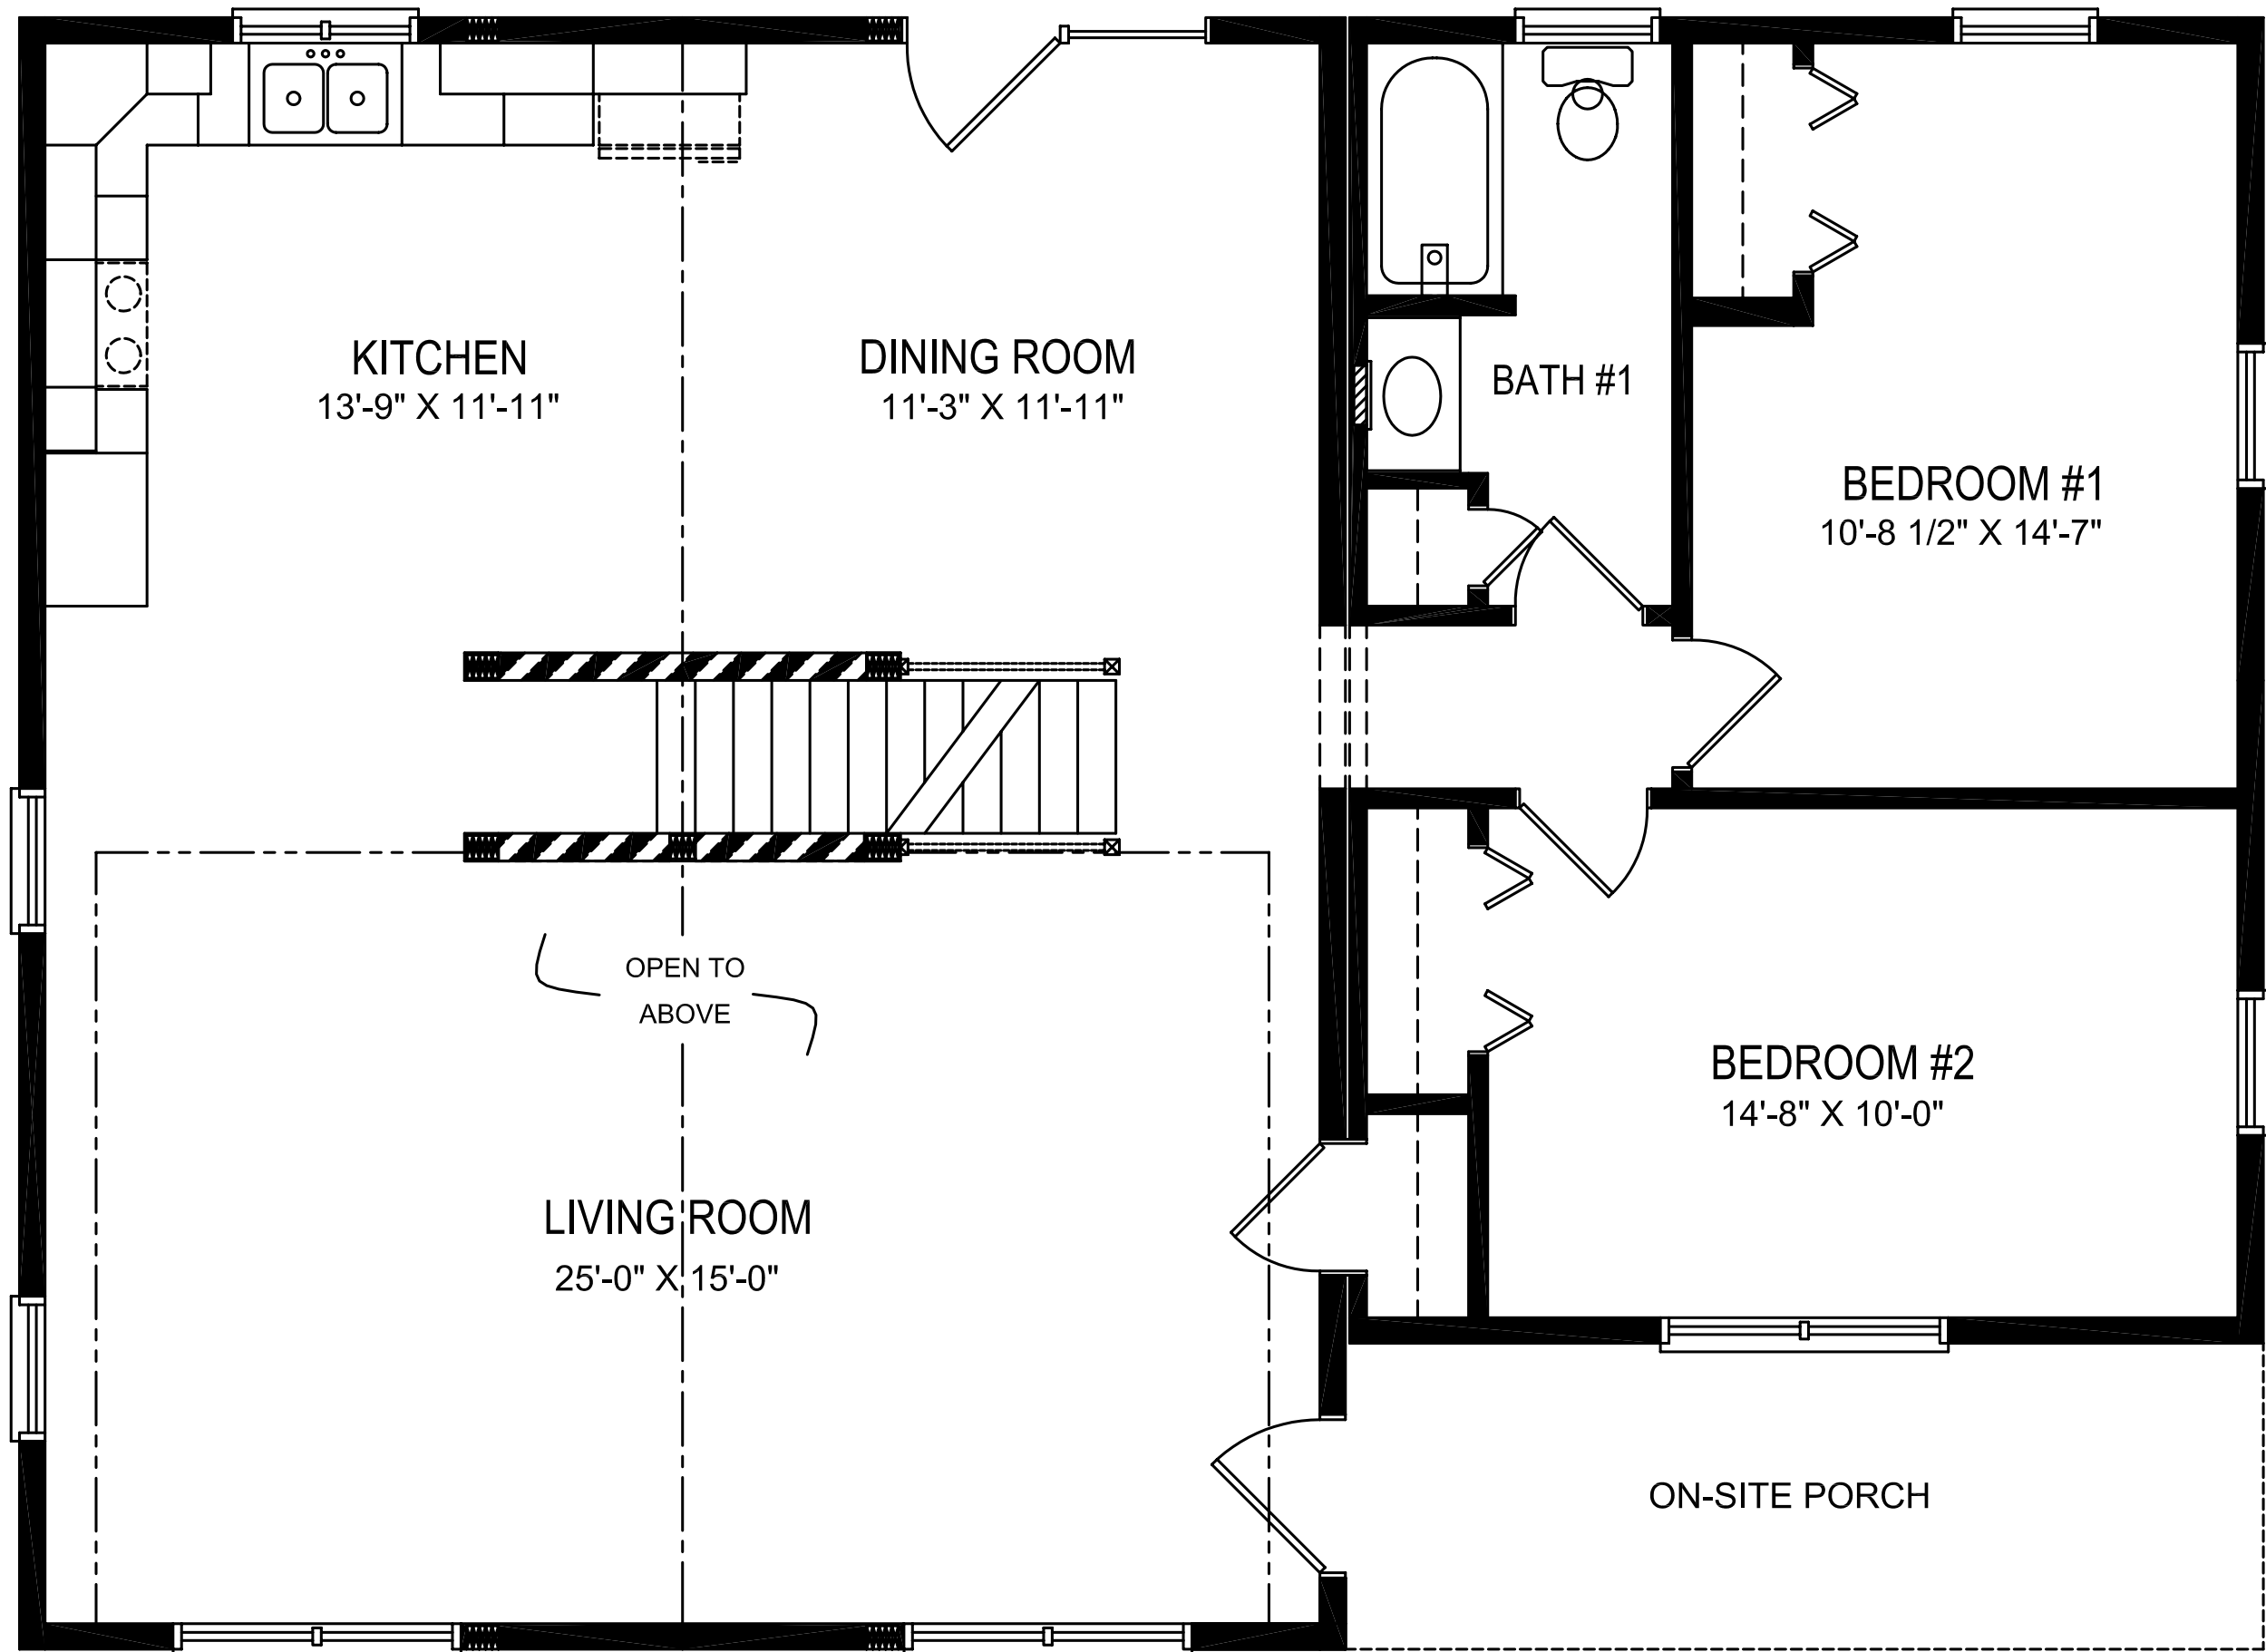 KITCHEN
13'-9" X 11'-11"
DINING ROOM
11'-3" X 11'-11"
BATH #1
BEDROOM #1
10'-8 1/2" X 14'-7"
OPEN TO
ABOVE
BEDROOM #2
14'-8" X 10'-0"
LIVING ROOM
25'-0" X 15'-0"
ON-SITE PORCH